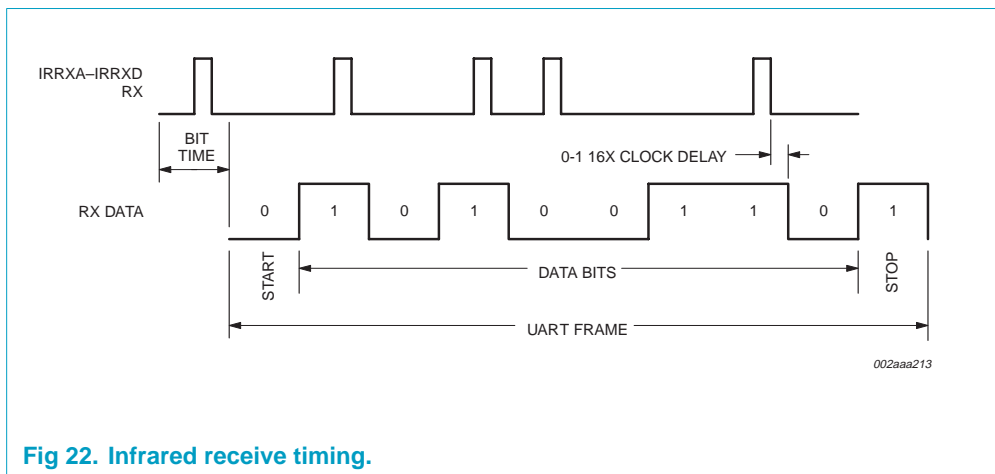 IRRXA–IRRXD
RX
BIT
TIME
0-1 16X CLOCK DELAY
RX DATA
0 1 0 1 0 0 1 1 0 1
START
DATA BITS
STOP
UART FRAME
002aaa213
Fig 22. Infrared receive timing.